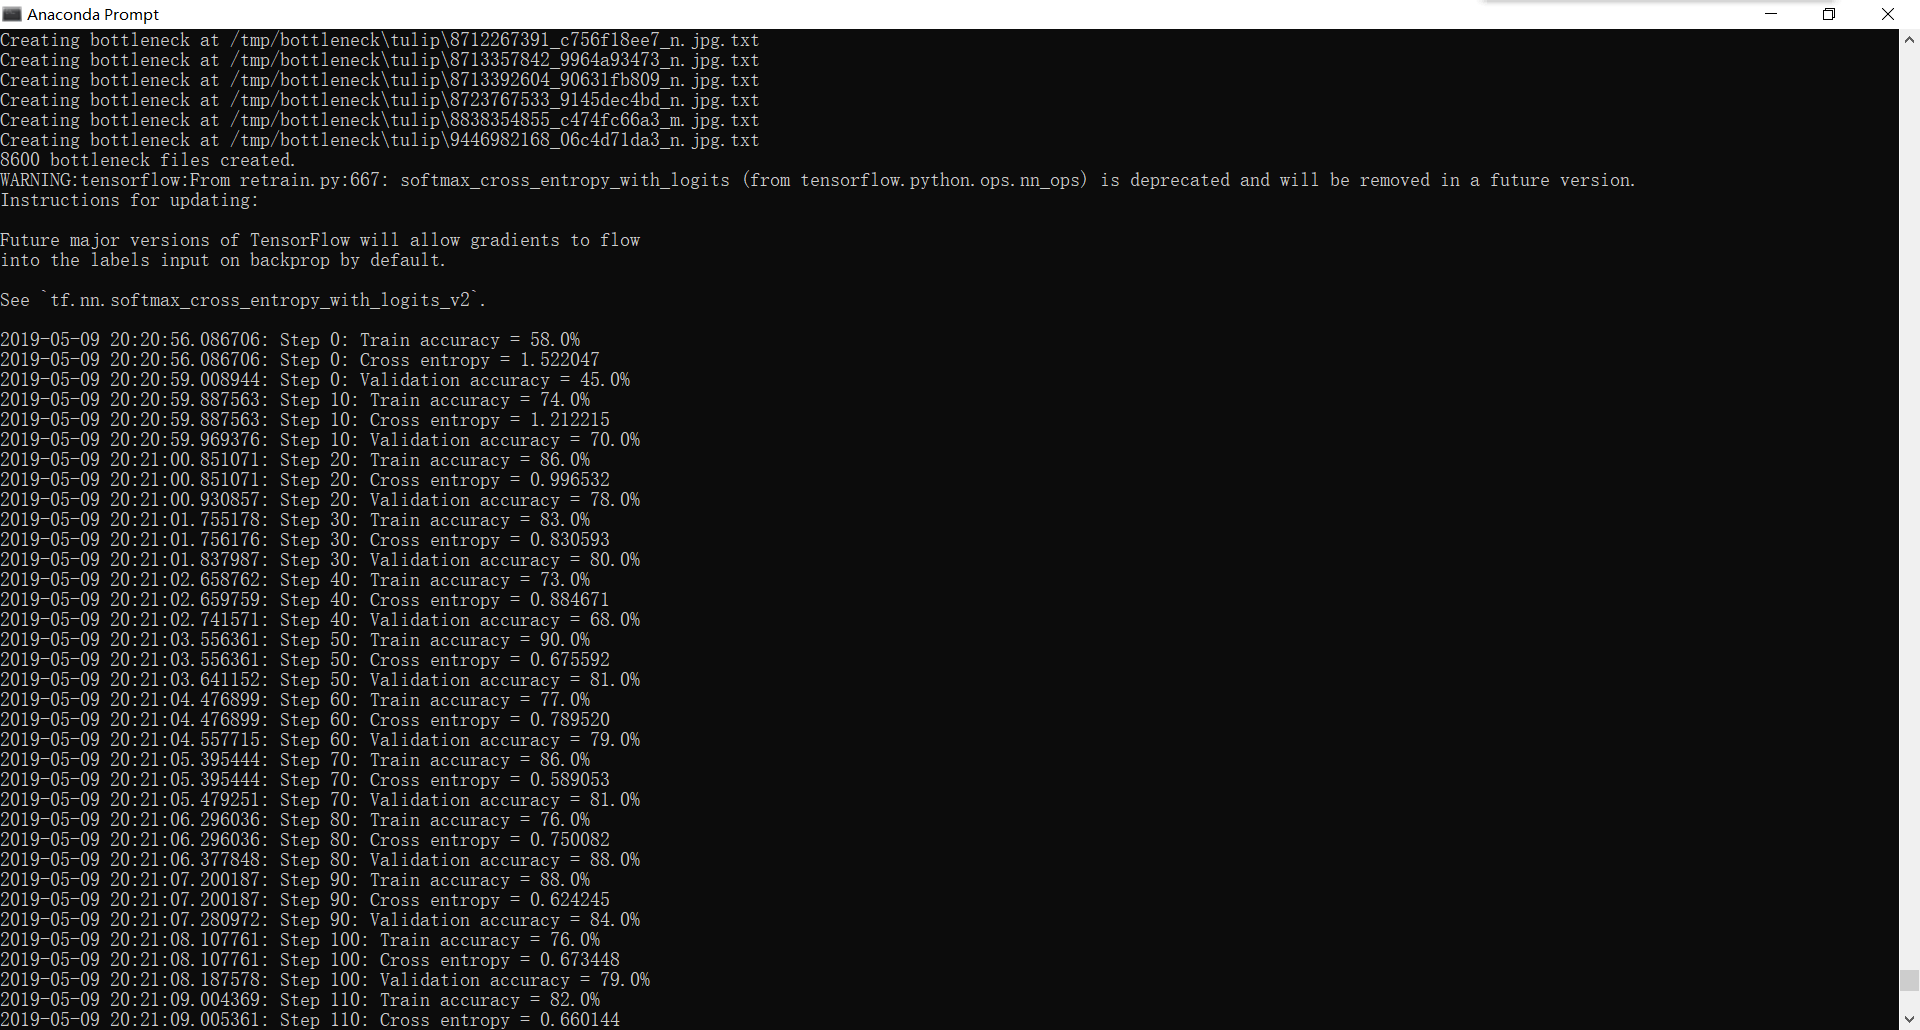 Anaconda Prompt
Creating bottleneck at /tmp/bottleneck\tulip\8712267391_c756f18ee7_n.jpg.txt
Creating bottleneck at /tmp/bottleneck\tulip\8713357842_9964a93473_n.jpg.txt
Creating bottleneck at /tmp/bottleneck\tulip\8713392604_90631fb809_n.jpg.txt
Creating bottleneck at /tmp/bottleneck\tulip\8723767533_9145dec4bd_n.jpg.txt
Creating bottleneck at /tmp/bottleneck\tulip\8838354855_c474fc66a3_m.jpg.txt
Creating bottleneck at /tmp/bottleneck\tulip\9446982168_06c4d71da3_n.jpg.txt
8600 bottleneck files created.
WARNING:tensorflow:From retrain.py:667: softmax_cross_entropy_with_logits (from tensorflow.python.ops.nn_ops) is deprecated and will be removed in a future version.
Instructions for updating:
Future major versions of TensorFlow will allow gradients to flow
into the labels input on backprop by default.
See `tf.nn.softmax_cross_entropy_with_logits_v2`.
2019-05-09 20:20:56.086706: Step 0: Train accuracy = 58.0%
2019-05-09 20:20:56.086706: Step 0: Cross entropy = 1.522047
2019-05-09 20:20:59.008944: Step 0: Validation accuracy = 45.0%
2019-05-09 20:20:59.887563: Step 10: Train accuracy = 74.0%
2019-05-09 20:20:59.887563: Step 10: Cross entropy = 1.212215
2019-05-09 20:20:59.969376: Step 10: Validation accuracy = 70.0%
2019-05-09 20:21:00.851071: Step 20: Train accuracy = 86.0%
2019-05-09 20:21:00.851071: Step 20: Cross entropy = 0.996532
2019-05-09 20:21:00.930857: Step 20: Validation accuracy = 78.0%
2019-05-09 20:21:01.755178: Step 30: Train accuracy = 83.0%
2019-05-09 20:21:01.756176: Step 30: Cross entropy = 0.830593
2019-05-09 20:21:01.837987: Step 30: Validation accuracy = 80.0%
2019-05-09 20:21:02.658762: Step 40: Train accuracy = 73.0%
2019-05-09 20:21:02.659759: Step 40: Cross entropy = 0.884671
2019-05-09 20:21:02.741571: Step 40: Validation accuracy = 68.0%
2019-05-09 20:21:03.556361: Step 50: Train accuracy = 90.0%
2019-05-09 20:21:03.556361: Step 50: Cross entropy = 0.675592
2019-05-09 20:21:03.641152: Step 50: Validation accuracy = 81.0%
2019-05-09 20:21:04.476899: Step 60: Train accuracy = 77.0%
2019-05-09 20:21:04.476899: Step 60: Cross entropy = 0.789520
2019-05-09 20:21:04.557715: Step 60: Validation accuracy = 79.0%
2019-05-09 20:21:05.395444: Step 70: Train accuracy = 86.0%
2019-05-09 20:21:05.395444: Step 70: Cross entropy = 0.589053
2019-05-09 20:21:05.479251: Step 70: Validation accuracy = 81.0%
2019-05-09 20:21:06.296036: Step 80: Train accuracy = 76.0%
2019-05-09 20:21:06.296036: Step 80: Cross entropy = 0.750082
2019-05-09 20:21:06.377848: Step 80: Validation accuracy = 88.0%
2019-05-09 20:21:07.200187: Step 90: Train accuracy = 88.0%
2019-05-09 20:21:07.200187: Step 90: Cross entropy = 0.624245
2019-05-09 20:21:07.280972: Step 90: Validation accuracy = 84.0%
2019-05-09 20:21:08.107761: Step 100: Train accuracy = 76.0%
2019-05-09 20:21:08.107761: Step 100: Cross entropy = 0.673448
2019-05-09 20:21:08.187578: Step 100: Validation accuracy = 79.0%
2019-05-09 20:21:09.004369: Step 110: Train accuracy = 82.0%
2019-05-09 20:21:09.005361: Step 110: Cross entropy = 0.660144